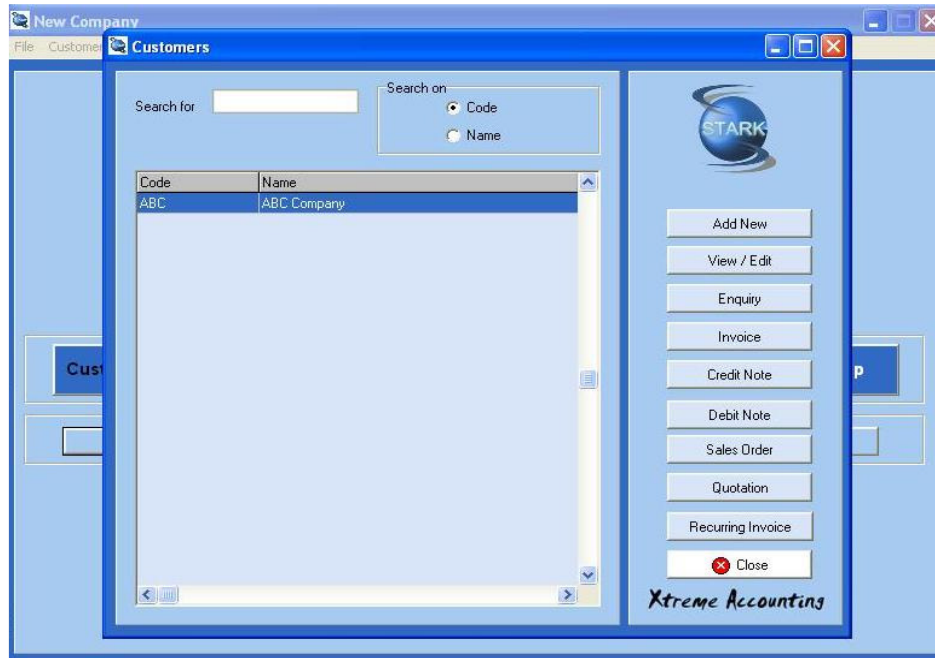 New Company
File Customer
Customers
Search for
Search on
Code
Name
Code Name
ABC ABC Company
STARK
Add New
View / Edit
Enquiry
Invoice
Credit Note
Debit Note
Sales Order
Quotation
Recurring Invoice
Close
Xtreme Accounting
Cust
p